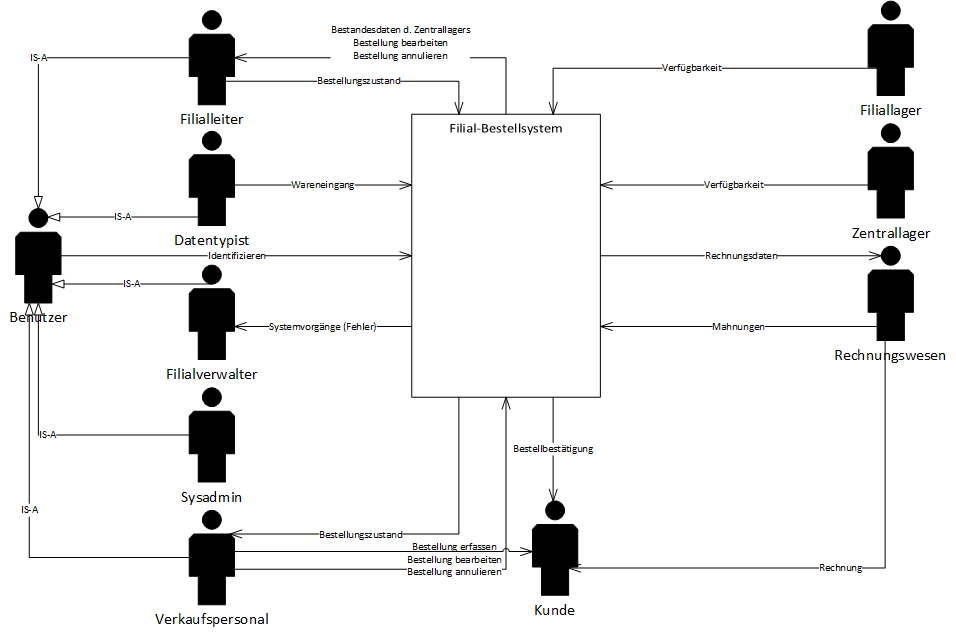 Bestandesdaten d. Zentrallagers
Bestellung bearbeiten
Bestellung annulieren
IS-A
Verfügbarkeit
Bestellungszustand
Filialleiter
Filiallager
Filial-Bestellsystem
Wareneingang
Verfügbarkeit
IS-A
Datentypist
Zentrallager
Identifizieren
Rechnungsdaten
IS-A
Benutzer
Systemvorgänge (Fehler)
Mahnungen
Rechnungswesen
Filialverwalter
IS-A
Bestellbestätigung
Sysadmin
IS-A
Bestellungszustand
Bestellung erfassen
Bestellung bearbeiten
Bestellung annulieren
Rechnung
Kunde
Verkaufspersonal